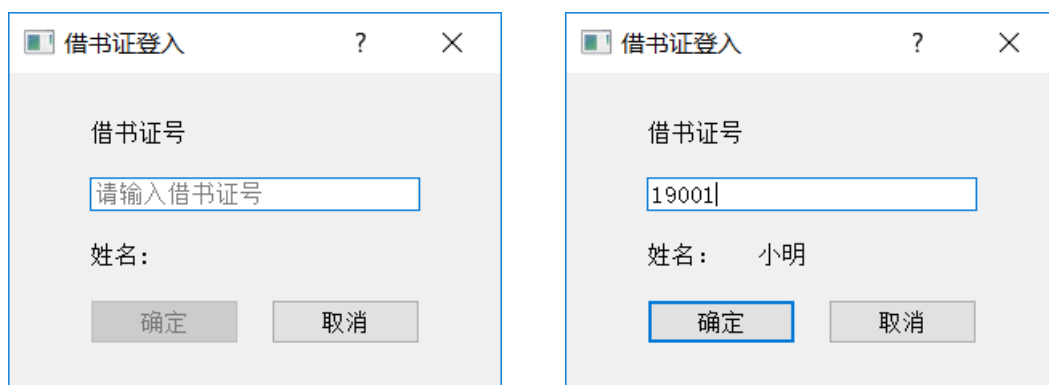 借书证登入 ?
借书证号
请输入借书证号
姓名：
确定 取消
借书证登入 ?
借书证号
19001
姓名： 小明
确定 取消